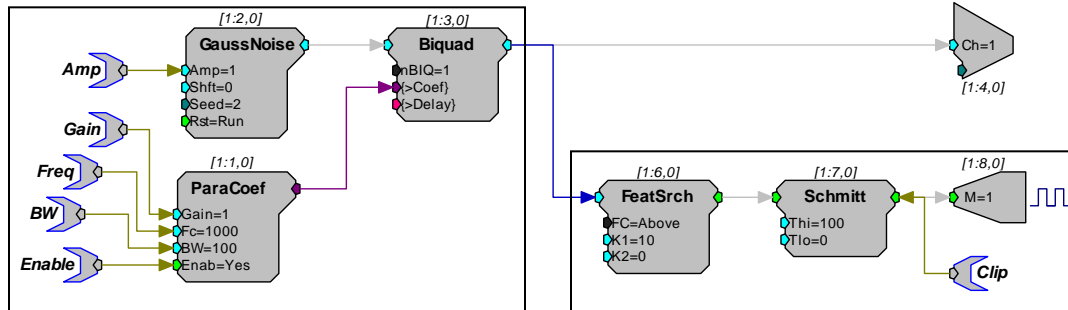 [1:2,0]
GaussNoise
Amp=1
Shft=0
Seed=2
Rst=Run
[1:3,0]
Biquad
nBIQ=1
{>Coef}
{>Delay}
Ch=1
[1:4,0]
Amp
Gain
Freq
BW
Enable
[1:1,0]
ParaCoef
Gain=1
Fc=1000
BW=100
Enab=Yes
[1:6,0]
FeatSrch
FC=Above
K1=10
K2=0
[1:7,0]
Schmitt
Thi=100
Tlo=0
[1:8,0]
M=1
Clip